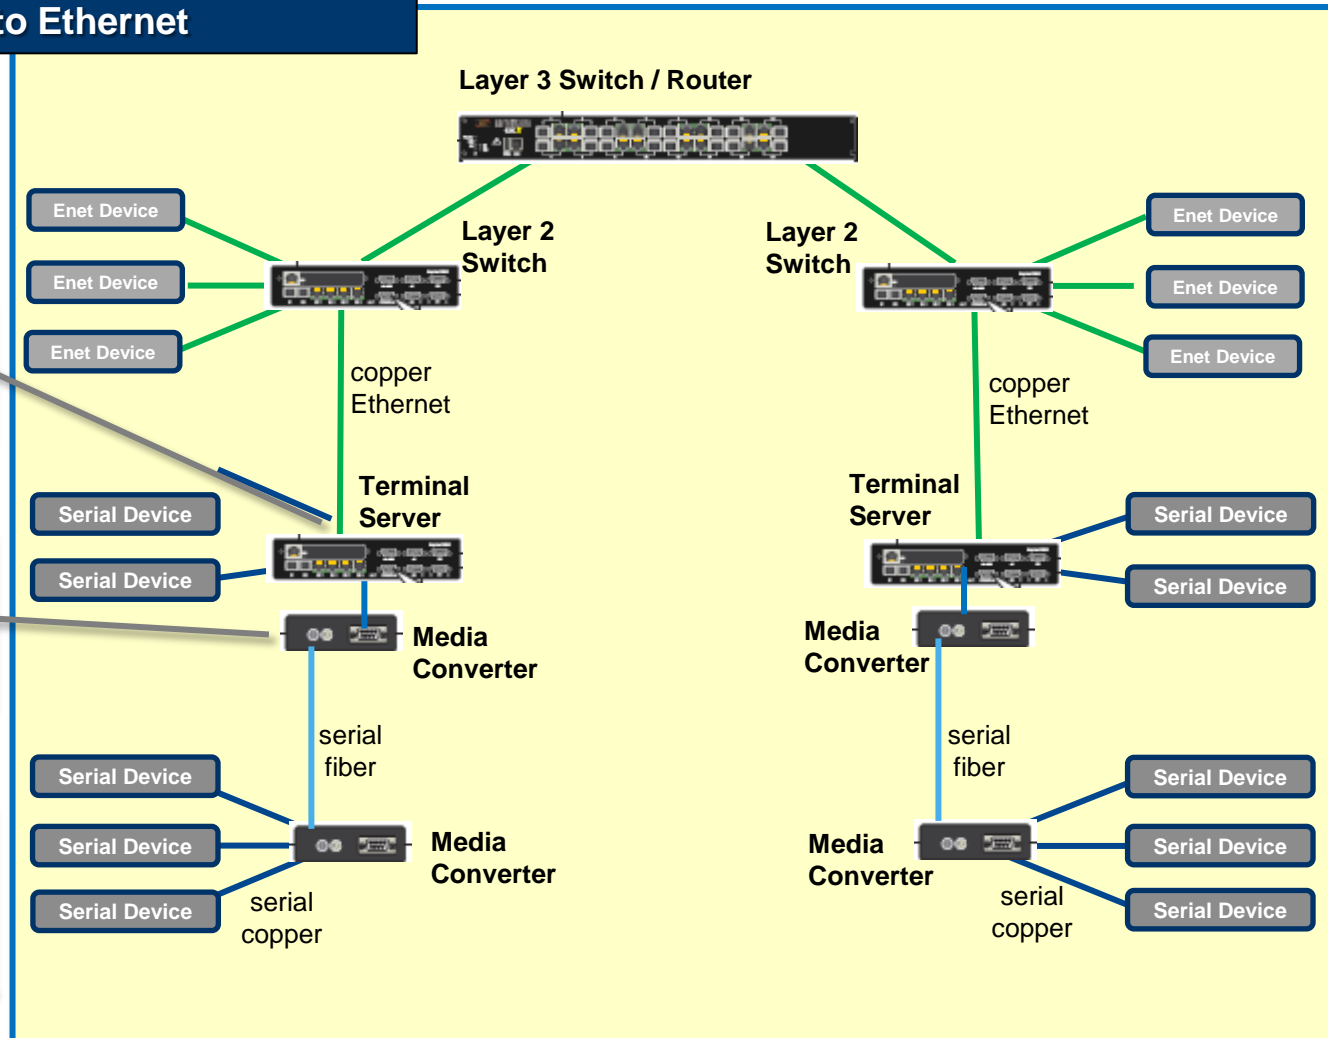 to Ethernet
Layer 3 Switch / Router
Enet Device
Enet Device
Enet Device
Layer 2
Switch
Layer 2
Switch
Enet Device
Enet Device
Enet Device
copper
Ethernet
copper
Ethernet
Terminal
Server
Terminal
Server
Serial Device
Serial Device
Serial Device
Serial Device
Media
Converter
Media
Converter
serial
fiber
serial
fiber
Serial Device
Serial Device
Serial Device
Media
Converter
Media
Converter
Serial Device
Serial Device
Serial Device
serial
copper
serial
copper